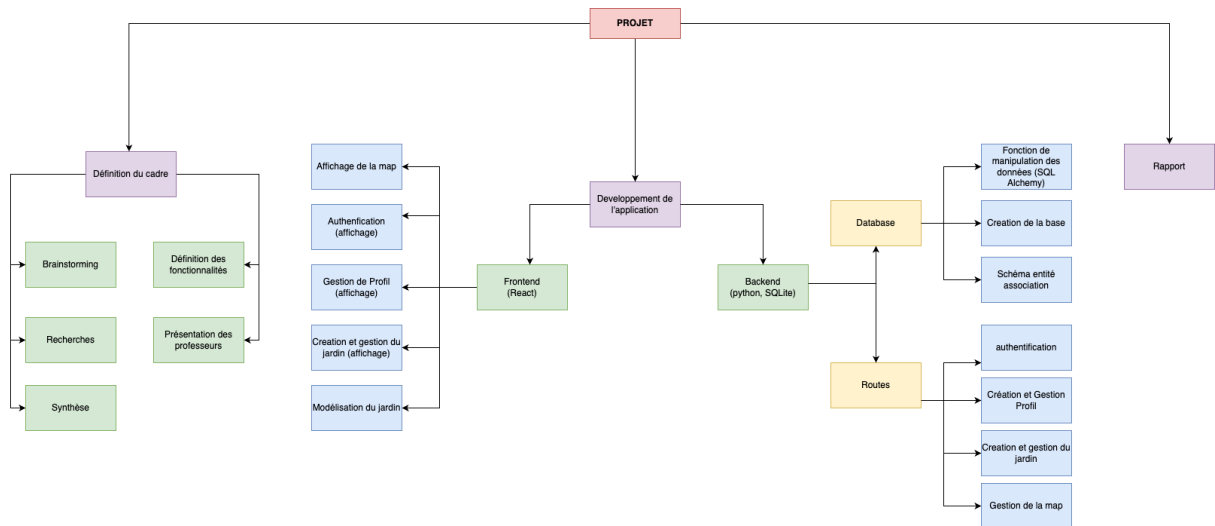 PROJET
Définition du cadre
Brainstorming
Définition des
fonctionnalités
Recherches
Présentation des
professeurs
Synthèse
Developpement de
l'application
Frontend
(React)
Affichage de la map
Authenfication
(affichage)
Gestion de Profil
(affichage)
Creation et gestion du
jardin (affichage)
Modélisation du jardin
Backend
(python, SQLite)
Database
Fonction de
manipulation des
données (SQL
Alchemy)
Creation de la base
Schéma entité
association
Routes
authentification
Création et Gestion
Profil
Creation et gestion du
jardin
Gestion de la map
Rapport